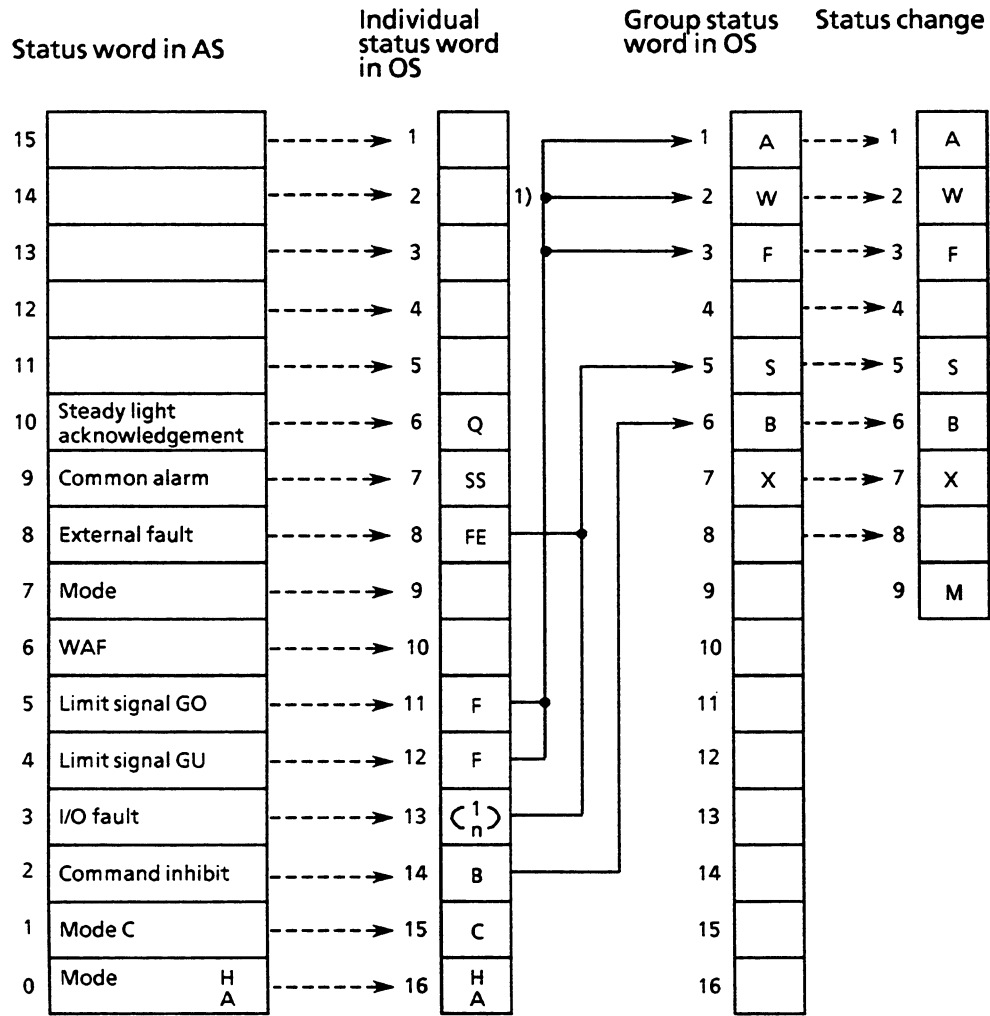 Status word in AS
Individual
status word
in OS
Group status
word in OS
Status change
15 1 1 A 1 A
14 2 1) 2 W 2 W
13 3 3 F 3 F
12 4 4 4
11 5 5 S 5 S
10 Steady light
acknowledgement 6 Q 6 B 6 B
9 Common alarm 7 SS 7 X 7 X
8 External fault 8 FE 8 8
7 Mode 9 9 9 M
6 WAF 10 10
5 Limit signal GO 11 F 11
4 Limit signal GU 12 F 12
3 I/O fault 13 ( 1
n ) 13
2 Command inhibit 14 B 14
1 Mode C 15 C 15
0 Mode H
A 16 H
A 16